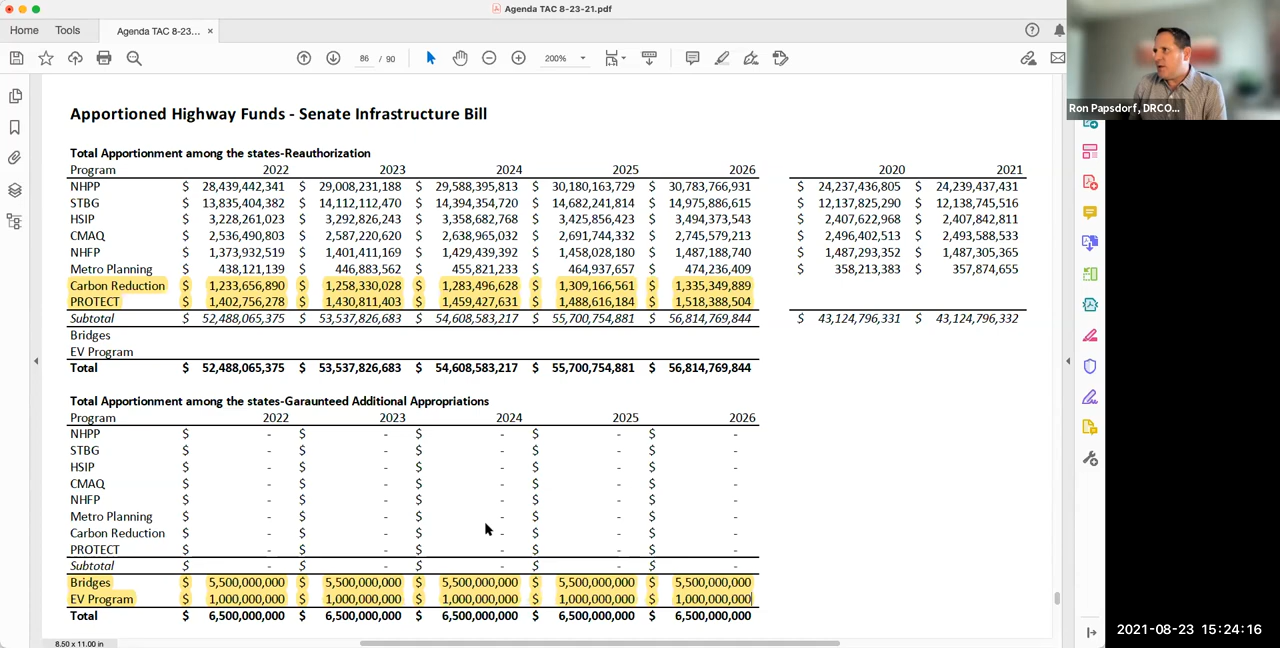 Agenda TAC 8-23-21.pdf
Home Tools Agenda TAC 8-23... ×
86 / 90 200%
Apportioned Highway Funds - Senate Infrastructure Bill
Total Apportionment among the states-Reauthorization
Program 2022 2023 2024 2025 2026 2020 2021
NHPP $ 28,439,442,341 $ 29,008,231,188 $ 29,588,395,813 $ 30,180,163,729 $ 30,783,766,931 $ 24,237,436,805 $ 24,239,437,431
STBG $ 13,835,404,382 $ 14,112,112,470 $ 14,394,354,720 $ 14,682,241,814 $ 14,975,886,615 $ 12,137,825,290 $ 12,138,745,516
HSIP $ 3,228,261,023 $ 3,292,826,243 $ 3,358,682,768 $ 3,425,856,423 $ 3,494,373,543 $ 2,407,622,968 $ 2,407,842,811
CMAQ $ 2,536,490,803 $ 2,587,220,620 $ 2,638,965,032 $ 2,691,744,332 $ 2,745,579,213 $ 2,496,402,513 $ 2,493,588,533
NHFP $ 1,373,932,519 $ 1,401,411,169 $ 1,429,439,392 $ 1,458,028,180 $ 1,487,188,740 $ 1,487,293,352 $ 1,487,305,365
Metro Planning $ 438,121,139 $ 446,883,562 $ 455,821,233 $ 464,937,657 $ 474,236,409 $ 358,213,383 $ 357,874,655
Carbon Reduction $ 1,233,656,890 $ 1,258,330,028 $ 1,283,496,628 $ 1,309,166,561 $ 1,335,349,889
PROTECT $ 1,402,756,278 $ 1,430,811,403 $ 1,459,427,631 $ 1,488,616,184 $ 1,518,388,504
Subtotal $ 52,488,065,375 $ 53,537,826,683 $ 54,608,583,217 $ 55,700,754,881 $ 56,814,769,844 $ 43,124,796,331 $ 43,124,796,332
Bridges
EV Program
Total $ 52,488,065,375 $ 53,537,826,683 $ 54,608,583,217 $ 55,700,754,881 $ 56,814,769,844
Total Apportionment among the states-Garaunteed Additional Appropriations
Program 2022 2023 2024 2025 2026
NHPP $ - $ - $ - $ - $ -
STBG $ - $ - $ - $ - $ -
HSIP $ - $ - $ - $ - $ -
CMAQ $ - $ - $ - $ - $ -
NHFP $ - $ - $ - $ - $ -
Metro Planning $ - $ - $ - $ - $ -
Carbon Reduction $ - $ - $ - $ - $ -
PROTECT $ - $ - $ - $ - $ -
Subtotal $ - $ - $ - $ - $ -
Bridges $ 5,500,000,000 $ 5,500,000,000 $ 5,500,000,000 $ 5,500,000,000 $ 5,500,000,000
EV Program $ 1,000,000,000 $ 1,000,000,000 $ 1,000,000,000 $ 1,000,000,000 $ 1,000,000,000
Total $ 6,500,000,000 $ 6,500,000,000 $ 6,500,000,000 $ 6,500,000,000 $ 6,500,000,000
8.50 x 11.00 in
Ron Papsdorf, DRCO...
2021-08-23 15:24:16